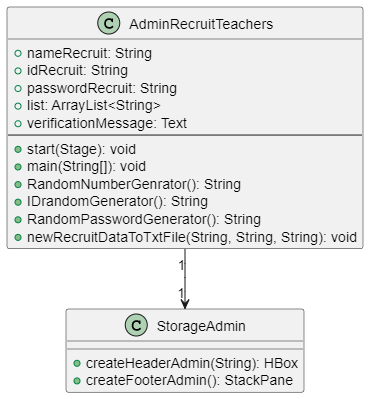 C AdminRecruitTeachers
nameRecruit: String
idRecruit: String
passwordRecruit: String
list: ArrayList<String>
verificationMessage: Text
start(Stage): void
main(String[]): void
RandomNumberGenrator(): String
IDrandomGenerator(): String
RandomPasswordGenerator(): String
newRecruitDataToTxtFile(String, String, String): void
1
1
C StorageAdmin
createHeaderAdmin(String): HBox
createFooterAdmin(): StackPane